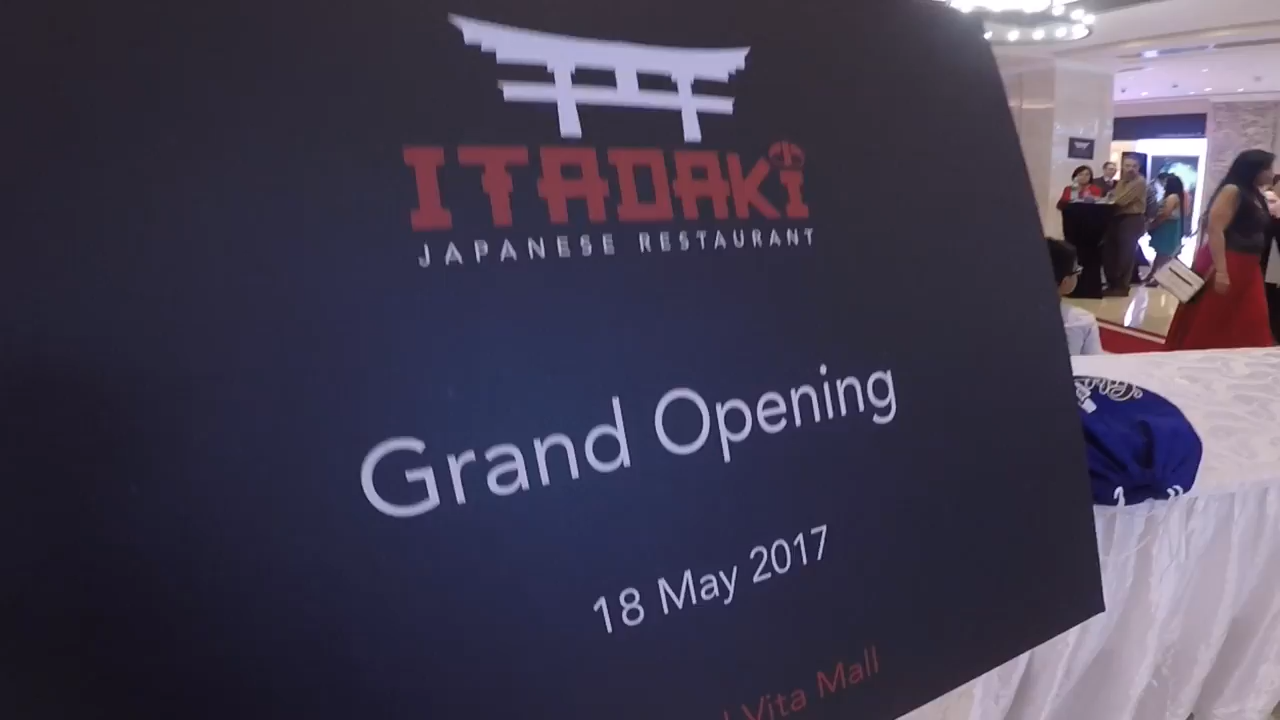 ITADAKI
JAPANESE RESTAURANT
Grand Opening
18 May 2017
Vita Mall